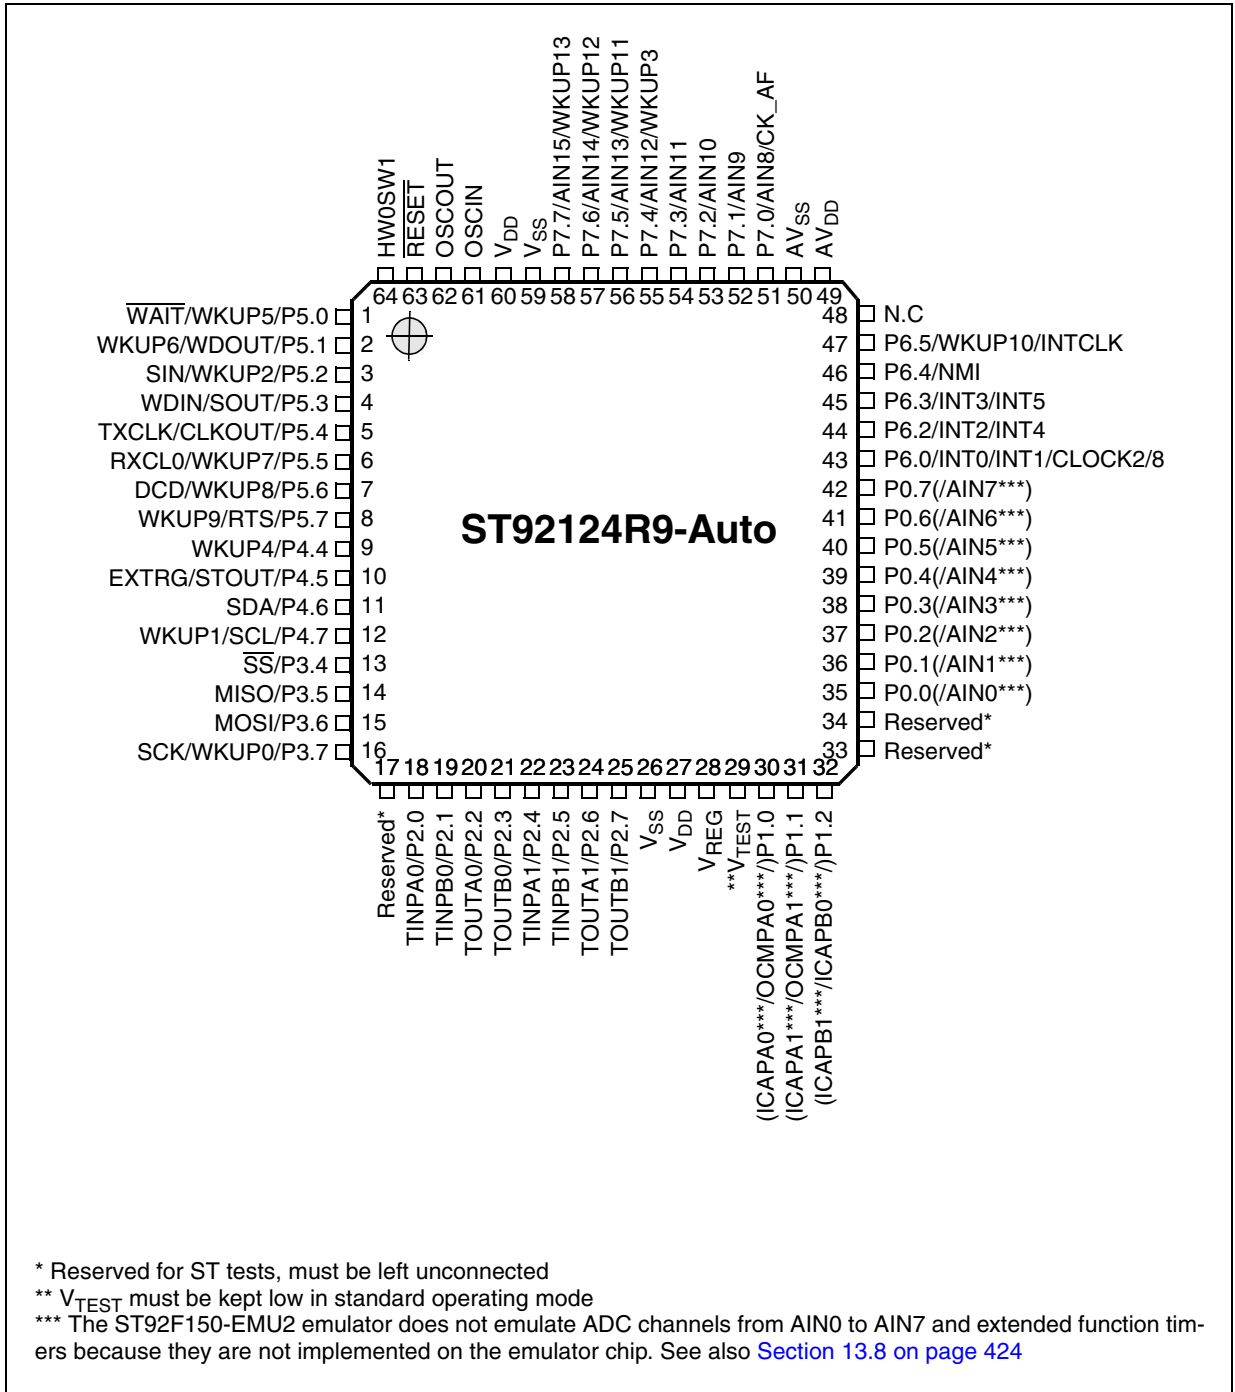 HW0SW1
RESET
OSCOUT
OSCIN
VDD
VSS
P7.7/AIN15/WKUP13
P7.6/AIN14/WKUP12
P7.5/AIN13/WKUP11
P7.4/AIN12/WKUP3
P7.3/AIN11
P7.2/AIN10
P7.1/AIN9
P7.0/AIN8/CK_AF
AVSS
AVDD
64 63 62 61 60 59 58 57 56 55 54 53 52 51 50 49
WAIT/WKUP5/P5.0 1
WKUP6/WDOUT/P5.1 2
SIN/WKUP2/P5.2 3
WDIN/SOUT/P5.3 4
TXCLK/CLKOUT/P5.4 5
RXCL0/WKUP7/P5.5 6
DCD/WKUP8/P5.6 7
WKUP9/RTS/P5.7 8
WKUP4/P4.4 9
EXTRG/STOUT/P4.5 10
SDA/P4.6 11
WKUP1/SCL/P4.7 12
SS/P3.4 13
MISO/P3.5 14
MOSI/P3.6 15
SCK/WKUP0/P3.7 16
ST92124R9-Auto
48 N.C
47 P6.5/WKUP10/INTCLK
46 P6.4/NMI
45 P6.3/INT3/INT5
44 P6.2/INT2/INT4
43 P6.0/INT0/INT1/CLOCK2/8
42 P0.7(/AIN7***)
41 P0.6(/AIN6***)
40 P0.5(/AIN5***)
39 P0.4(/AIN4***)
38 P0.3(/AIN3***)
37 P0.2(/AIN2***)
36 P0.1(/AIN1***)
35 P0.0(/AIN0***)
34 Reserved*
33 Reserved*
17 18 19 20 21 22 23 24 25 26 27 28 29 30 31 32
Reserved*
TINPA0/P2.0
TINPB0/P2.1
TOUTA0/P2.2
TOUTB0/P2.3
TINPA1/P2.4
TINPB1/P2.5
TOUTA1/P2.6
TOUTB1/P2.7
VSS
VDD
VREG
**VTEST
(ICAPA0***/OCMPA0***/)P1.0
(ICAPA1***/OCMPA1***/)P1.1
(ICAPB1***/ICAPB0***/)P1.2
* Reserved for ST tests, must be left unconnected
** VTEST must be kept low in standard operating mode
*** The ST92F150-EMU2 emulator does not emulate ADC channels from AIN0 to AIN7 and extended function tim-
ers because they are not implemented on the emulator chip. See also Section 13.8 on page 424